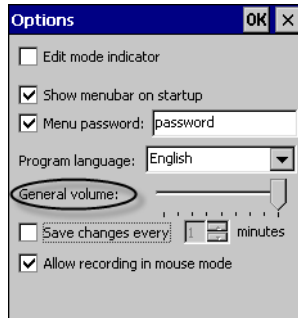 Options OK ×
Edit mode indicator
Show menubar on startup
Menu password: password
Program language: English
General volume:
Save changes every 1 minutes
Allow recording in mouse mode